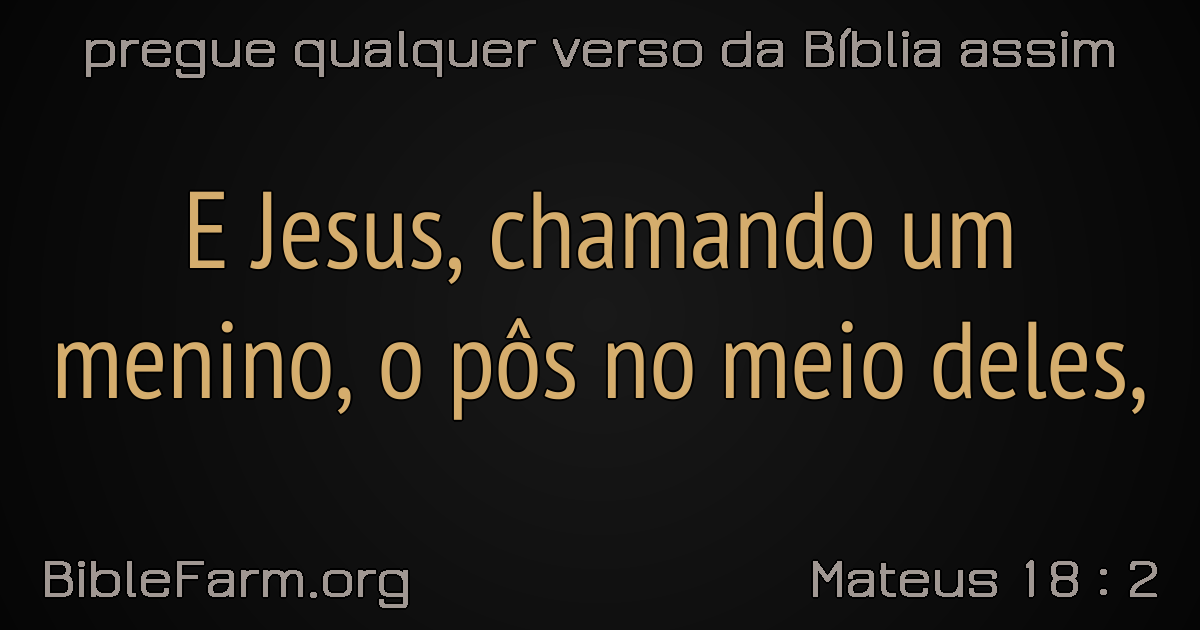 pregue qualquer verso da Bíblia assim
E Jesus, chamando um
menino, o pôs no meio deles,
BibleFarm.org
Mateus 18 : 2